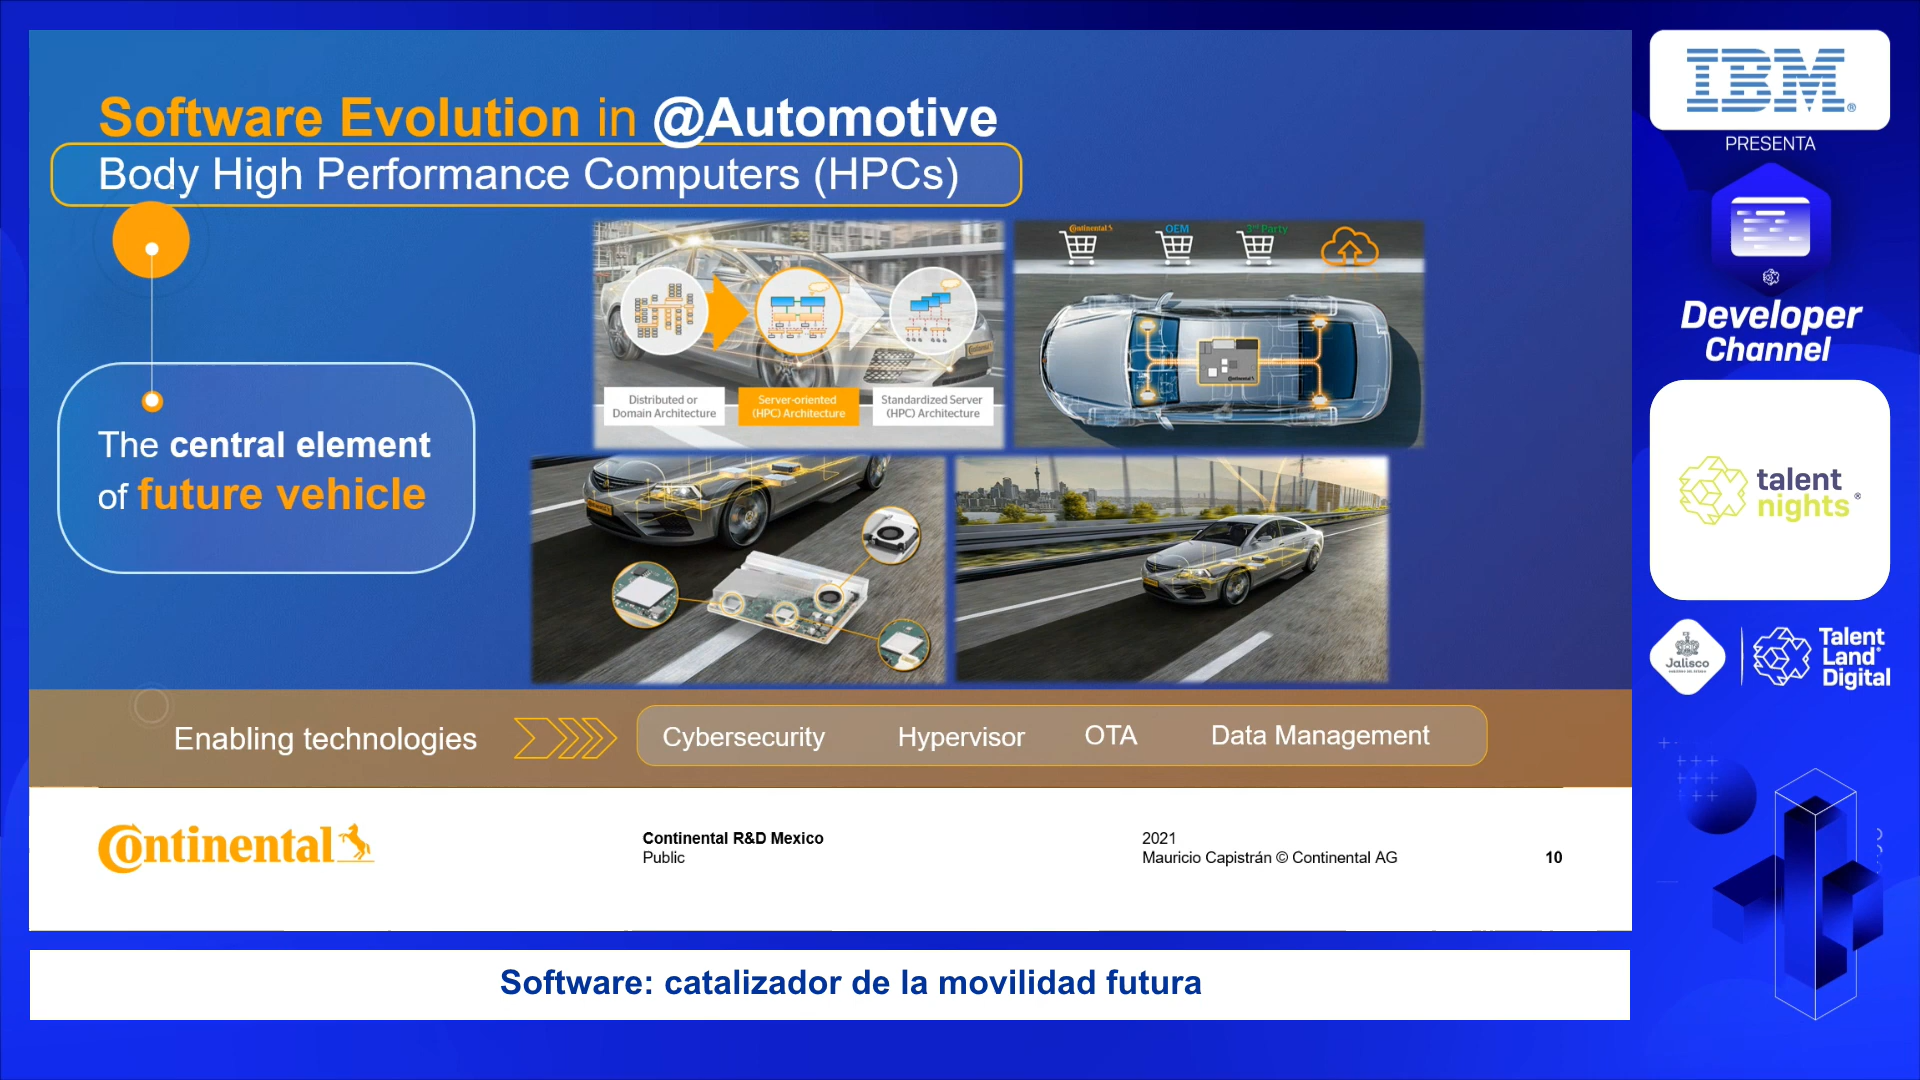 Software Evolution in @Automotive
Body High Performance Computers (HPCs)
The central element
of future vehicle
Distributed or
Domain Architecture
Server-oriented
(HPC) Architecture
Standardized Server
(HPC) Architecture
Continental
OEM
3rd Party
Enabling technologies
Cybersecurity
Hypervisor
OTA
Data Management
Continental
Continental R&D Mexico
Public
2021
Mauricio Capistrán © Continental AG
10
Software: catalizador de la movilidad futura
IBM®
PRESENTA
Developer
Channel
talent
nights®
Jalisco
Talent
Land®
Digital